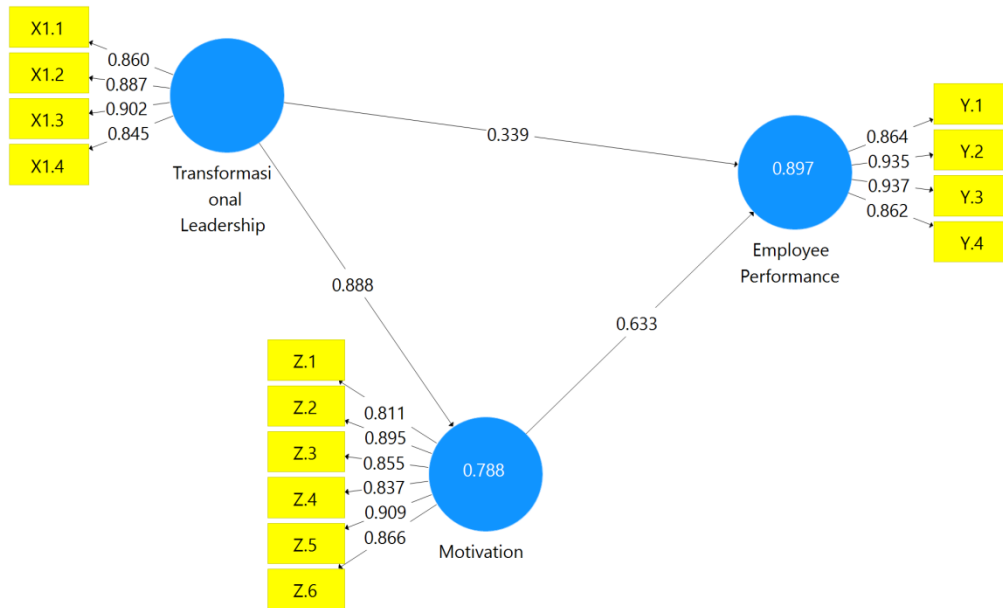 X1.1
X1.2
X1.3
X1.4
0.860
0.887
0.902
0.845
Transformasi
onal
Leadership
0.339
0.888
0.633
0.897
Employee
Performance
0.864
0.935
0.937
0.862
Y.1
Y.2
Y.3
Y.4
Z.1
Z.2
Z.3
Z.4
Z.5
Z.6
0.811
0.895
0.855
0.837
0.909
0.866
0.788
Motivation